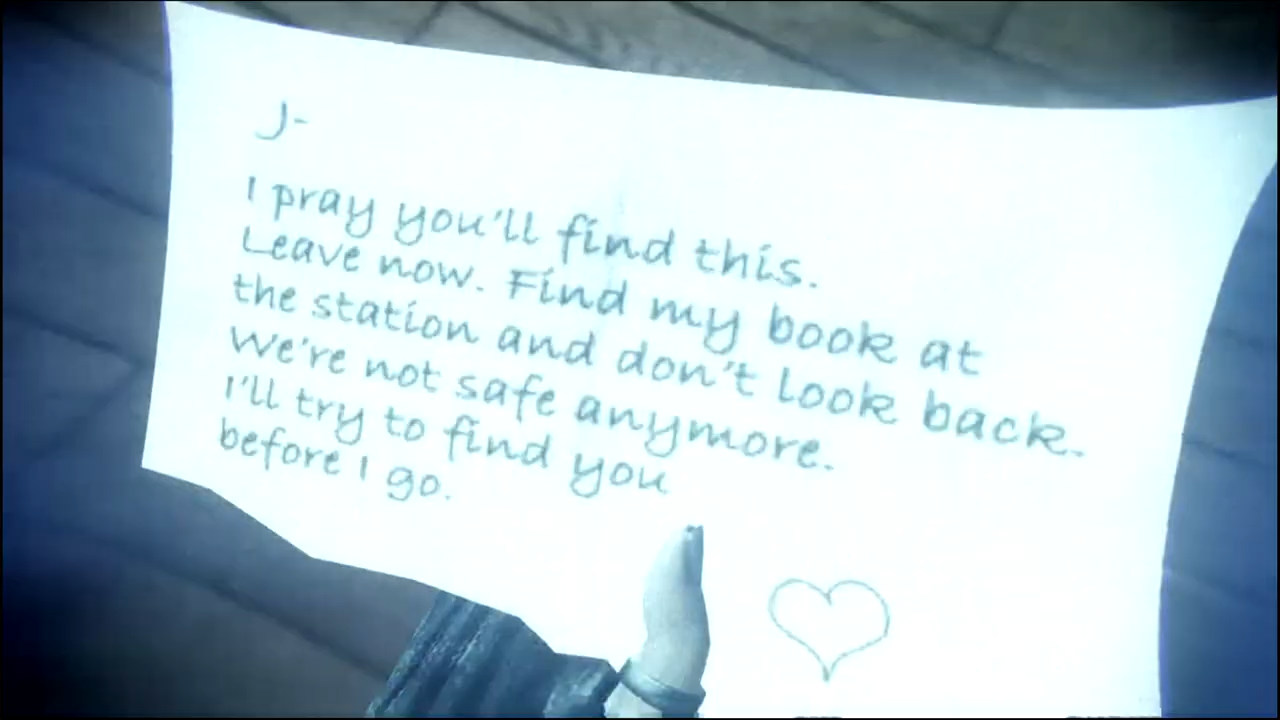 J-
I pray you'll find this.
Leave now. Find my book at
the station and don't look back.
We're not safe anymore.
I'll try to find you
before I go.